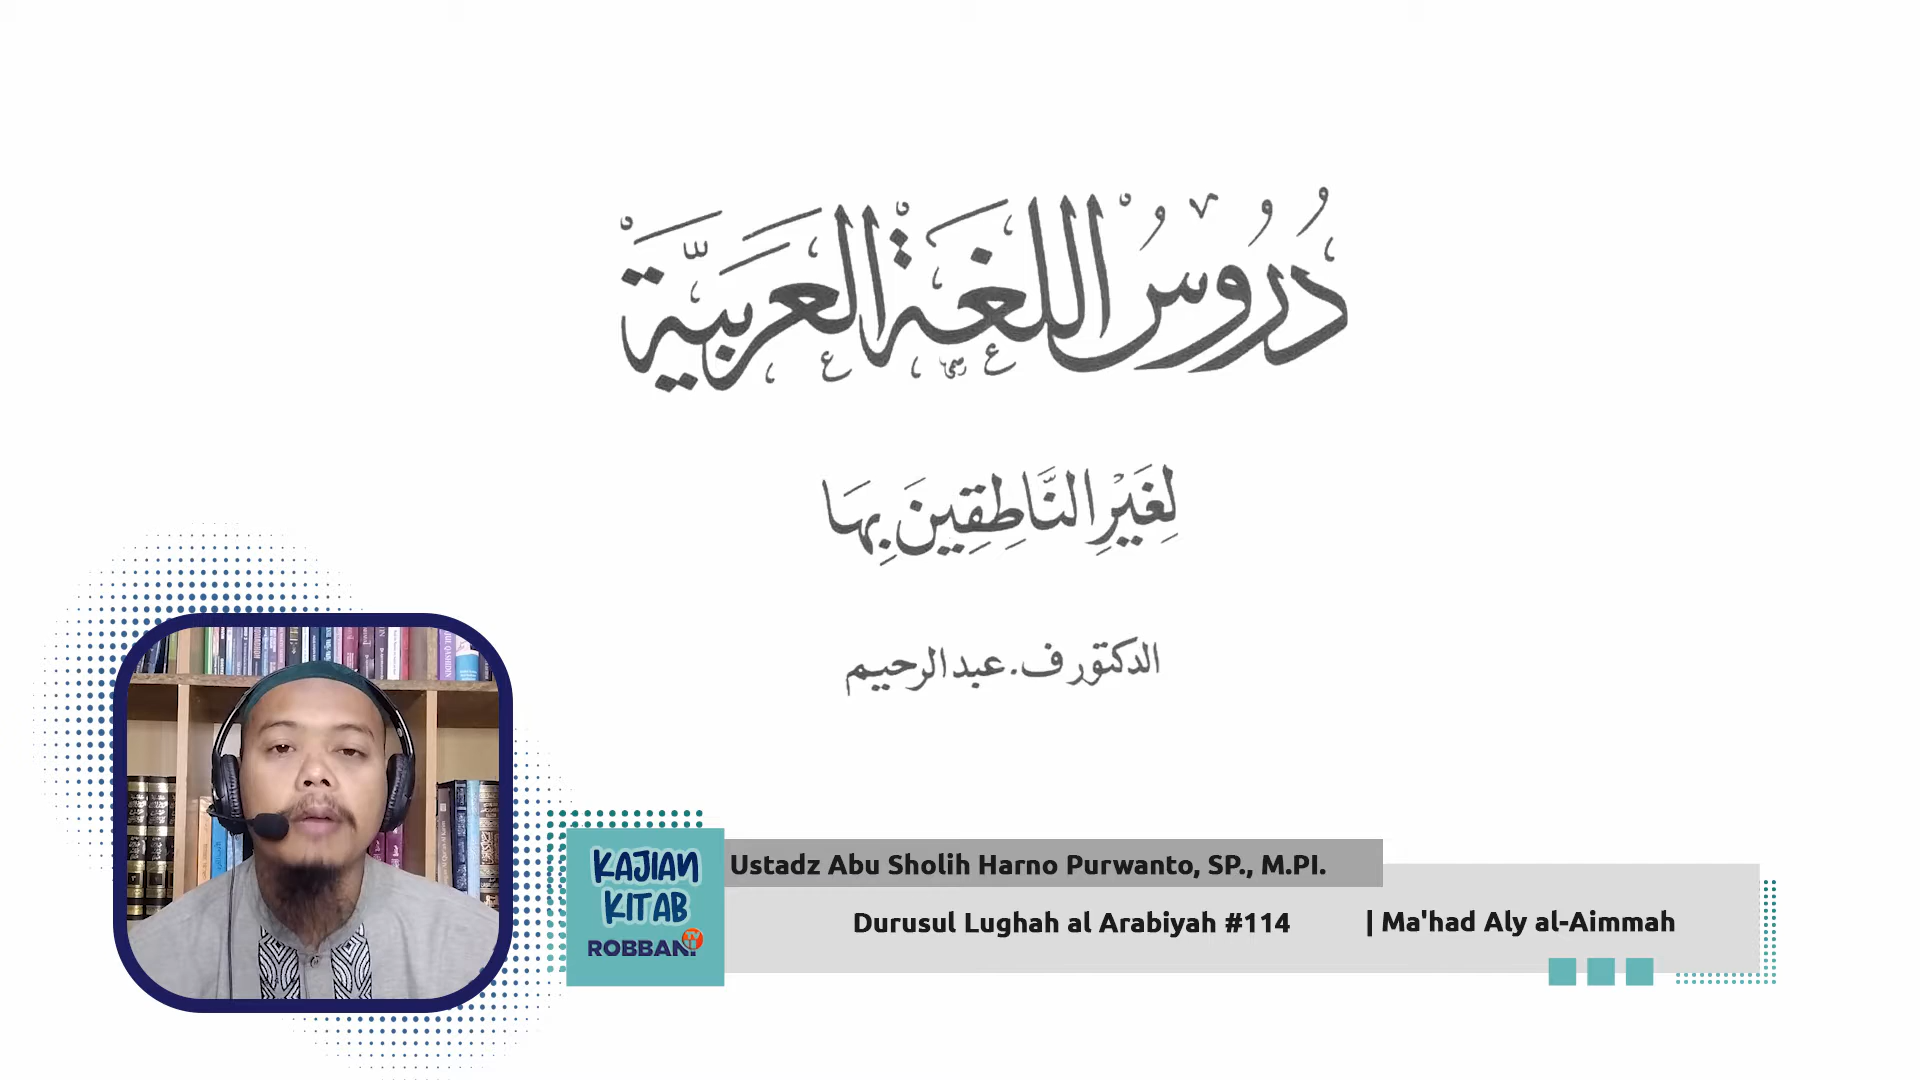 دُرُوسُ اللُّغَةِ الْعَرَبِيَّةِ
لِغَيْرِ النَّاطِقِينَ بِهَا
الدكتور ف. عبد الرحيم
KAJIAN
KITAB
ROBBANI
Ustadz Abu Sholih Harno Purwanto, SP., M.PI.
Durusul Lughah al Arabiyah #114 | Ma'had Aly al-Aimmah